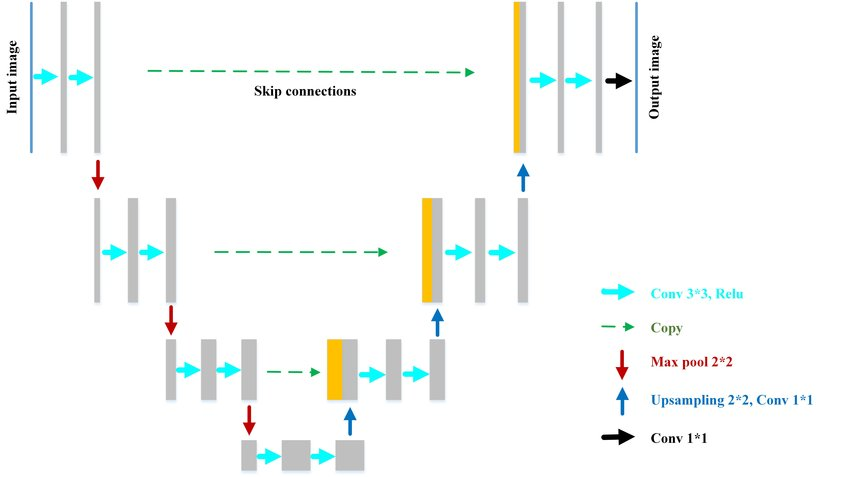 Input image
Skip connections
Output image
Conv 3*3, Relu
Copy
Max pool 2*2
Upsampling 2*2, Conv 1*1
Conv 1*1